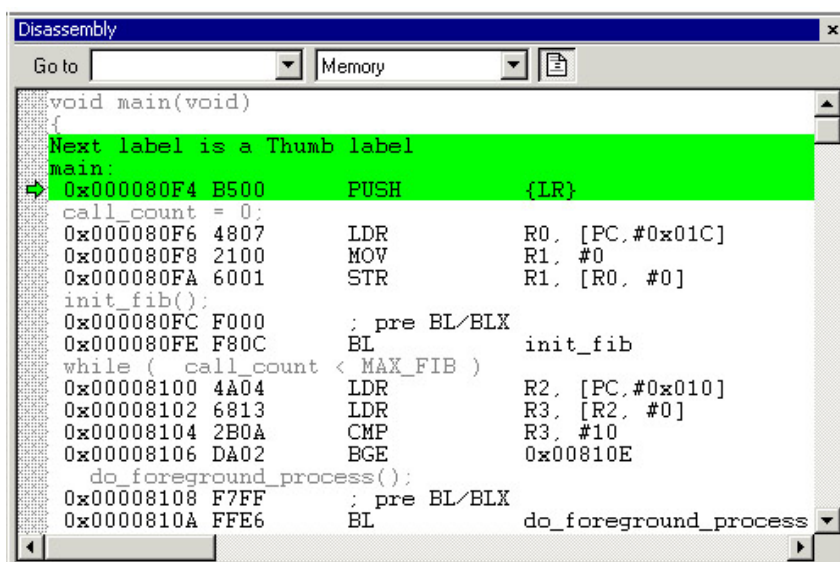 Disassembly
Go to Memory
void main(void)
{
Next label is a Thumb label
main:
0x000080F4 B500 PUSH {LR}
call_count = 0;
0x000080F6 4807 LDR R0, [PC,#0x01C]
0x000080F8 2100 MOV R1, #0
0x000080FA 6001 STR R1, [R0, #0]
init_fib();
0x000080FC F000 ; pre BL/BLX
0x000080FE F80C BL init_fib
while ( call_count < MAX_FIB )
0x00008100 4A04 LDR R2, [PC,#0x010]
0x00008102 6813 LDR R3, [R2, #0]
0x00008104 2B0A CMP R3, #10
0x00008106 DA02 BGE 0x00810E
do_foreground_process();
0x00008108 F7FF ; pre BL/BLX
0x0000810A FFE6 BL do_foreground_process